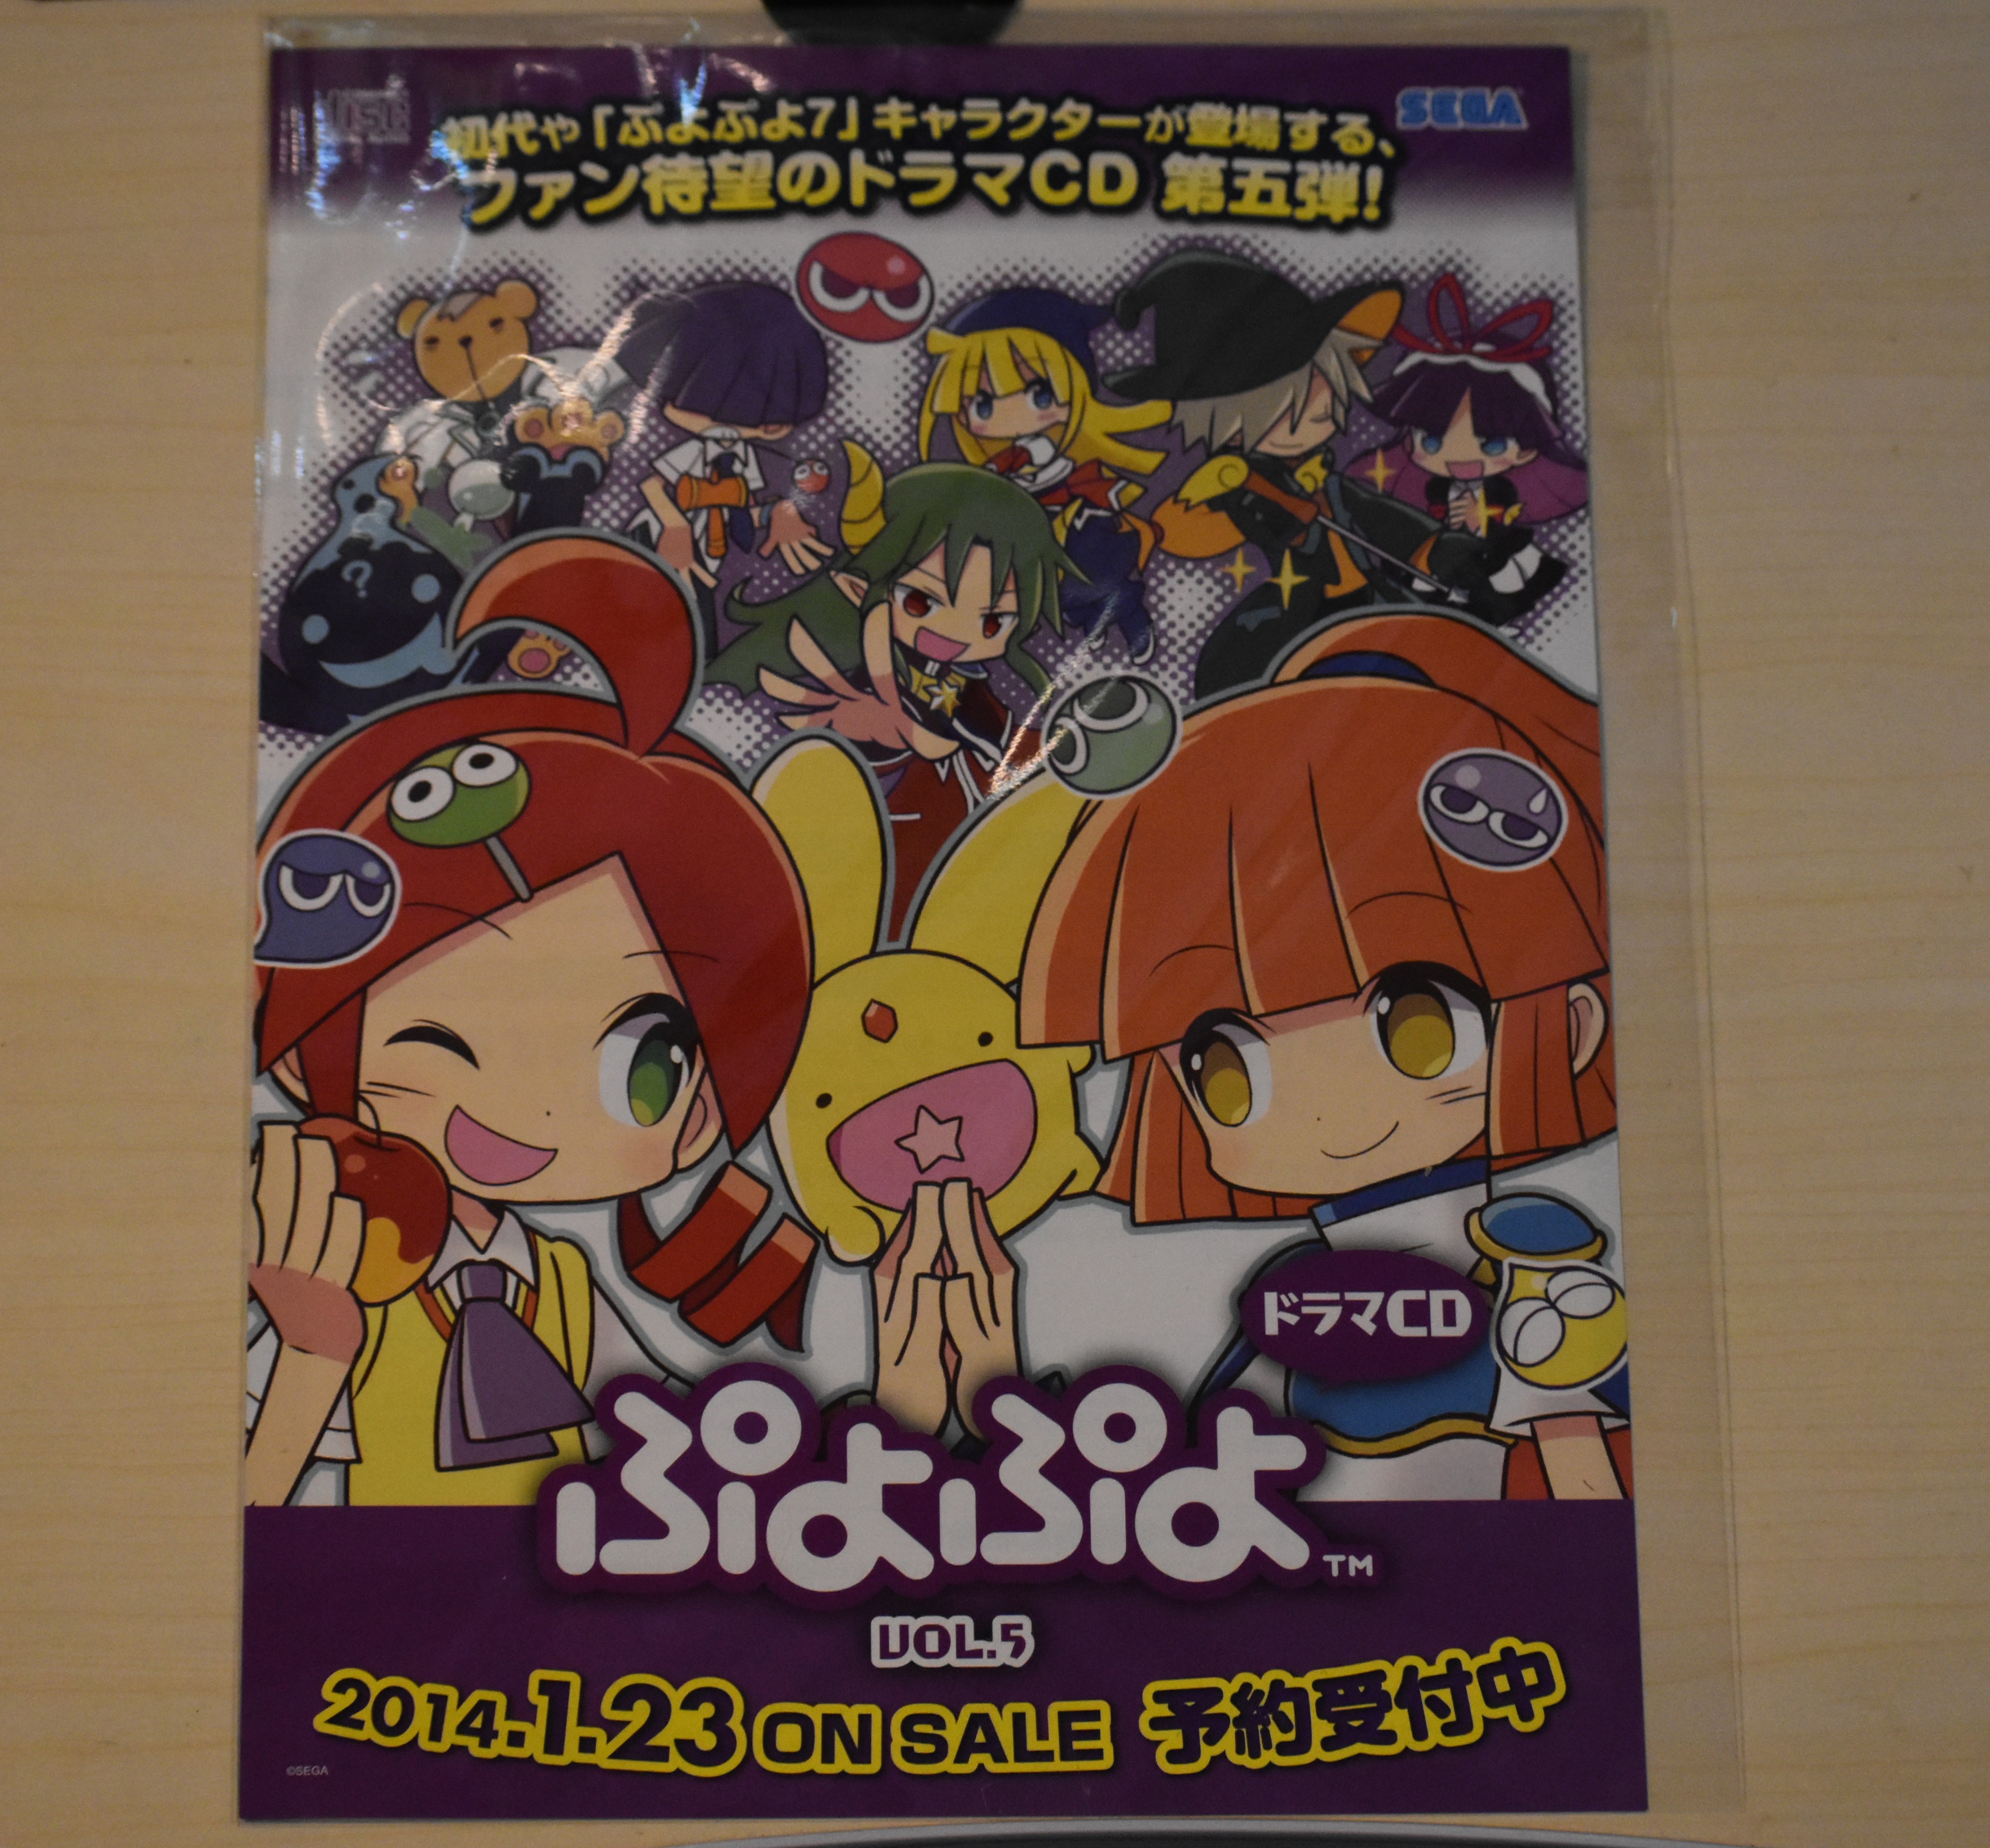 DISC
SEGA
初代や「ぷよぷよ7」キャラクターが登場する、
ファン待望のドラマCD 第五弾!
?
ドラマCD
ぷよぷよ
TM
VOL.5
2014.1.23 ON SALE 予約受付中
©SEGA